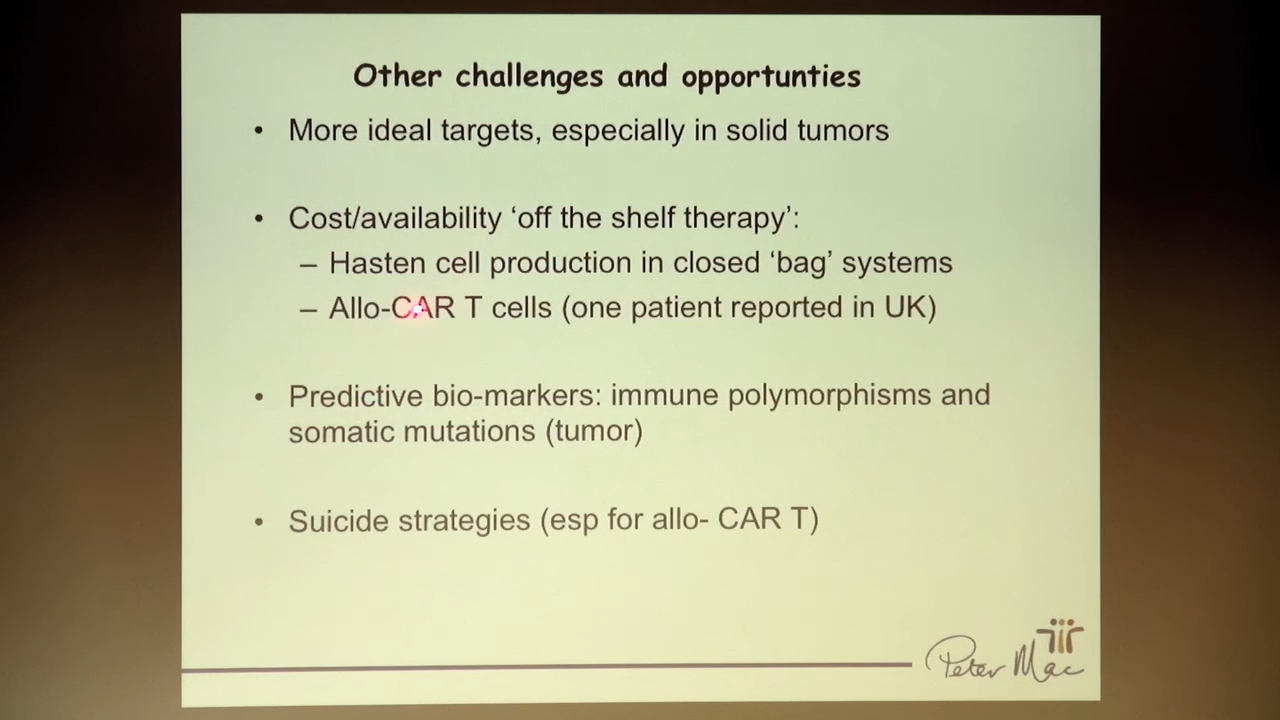 Other challenges and opportunties
• More ideal targets, especially in solid tumors
• Cost/availability ‘off the shelf therapy’:
– Hasten cell production in closed ‘bag’ systems
– Allo-CAR T cells (one patient reported in UK)
• Predictive bio-markers: immune polymorphisms and
somatic mutations (tumor)
• Suicide strategies (esp for allo- CAR T)
Peter Mac